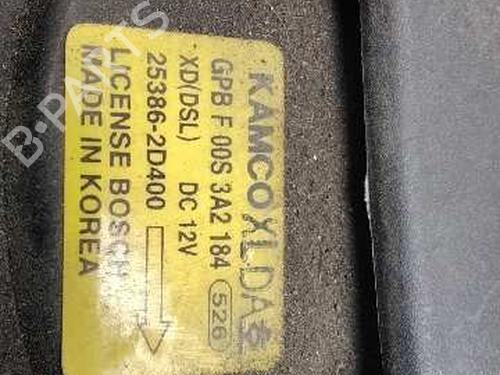 KAMCO XLDA
GPB F 00S 3A2 184 526
XD(DSL) DC 12V
25386-2D400
LICENSE BOSCH
MADE IN KOREA
B-PARTS